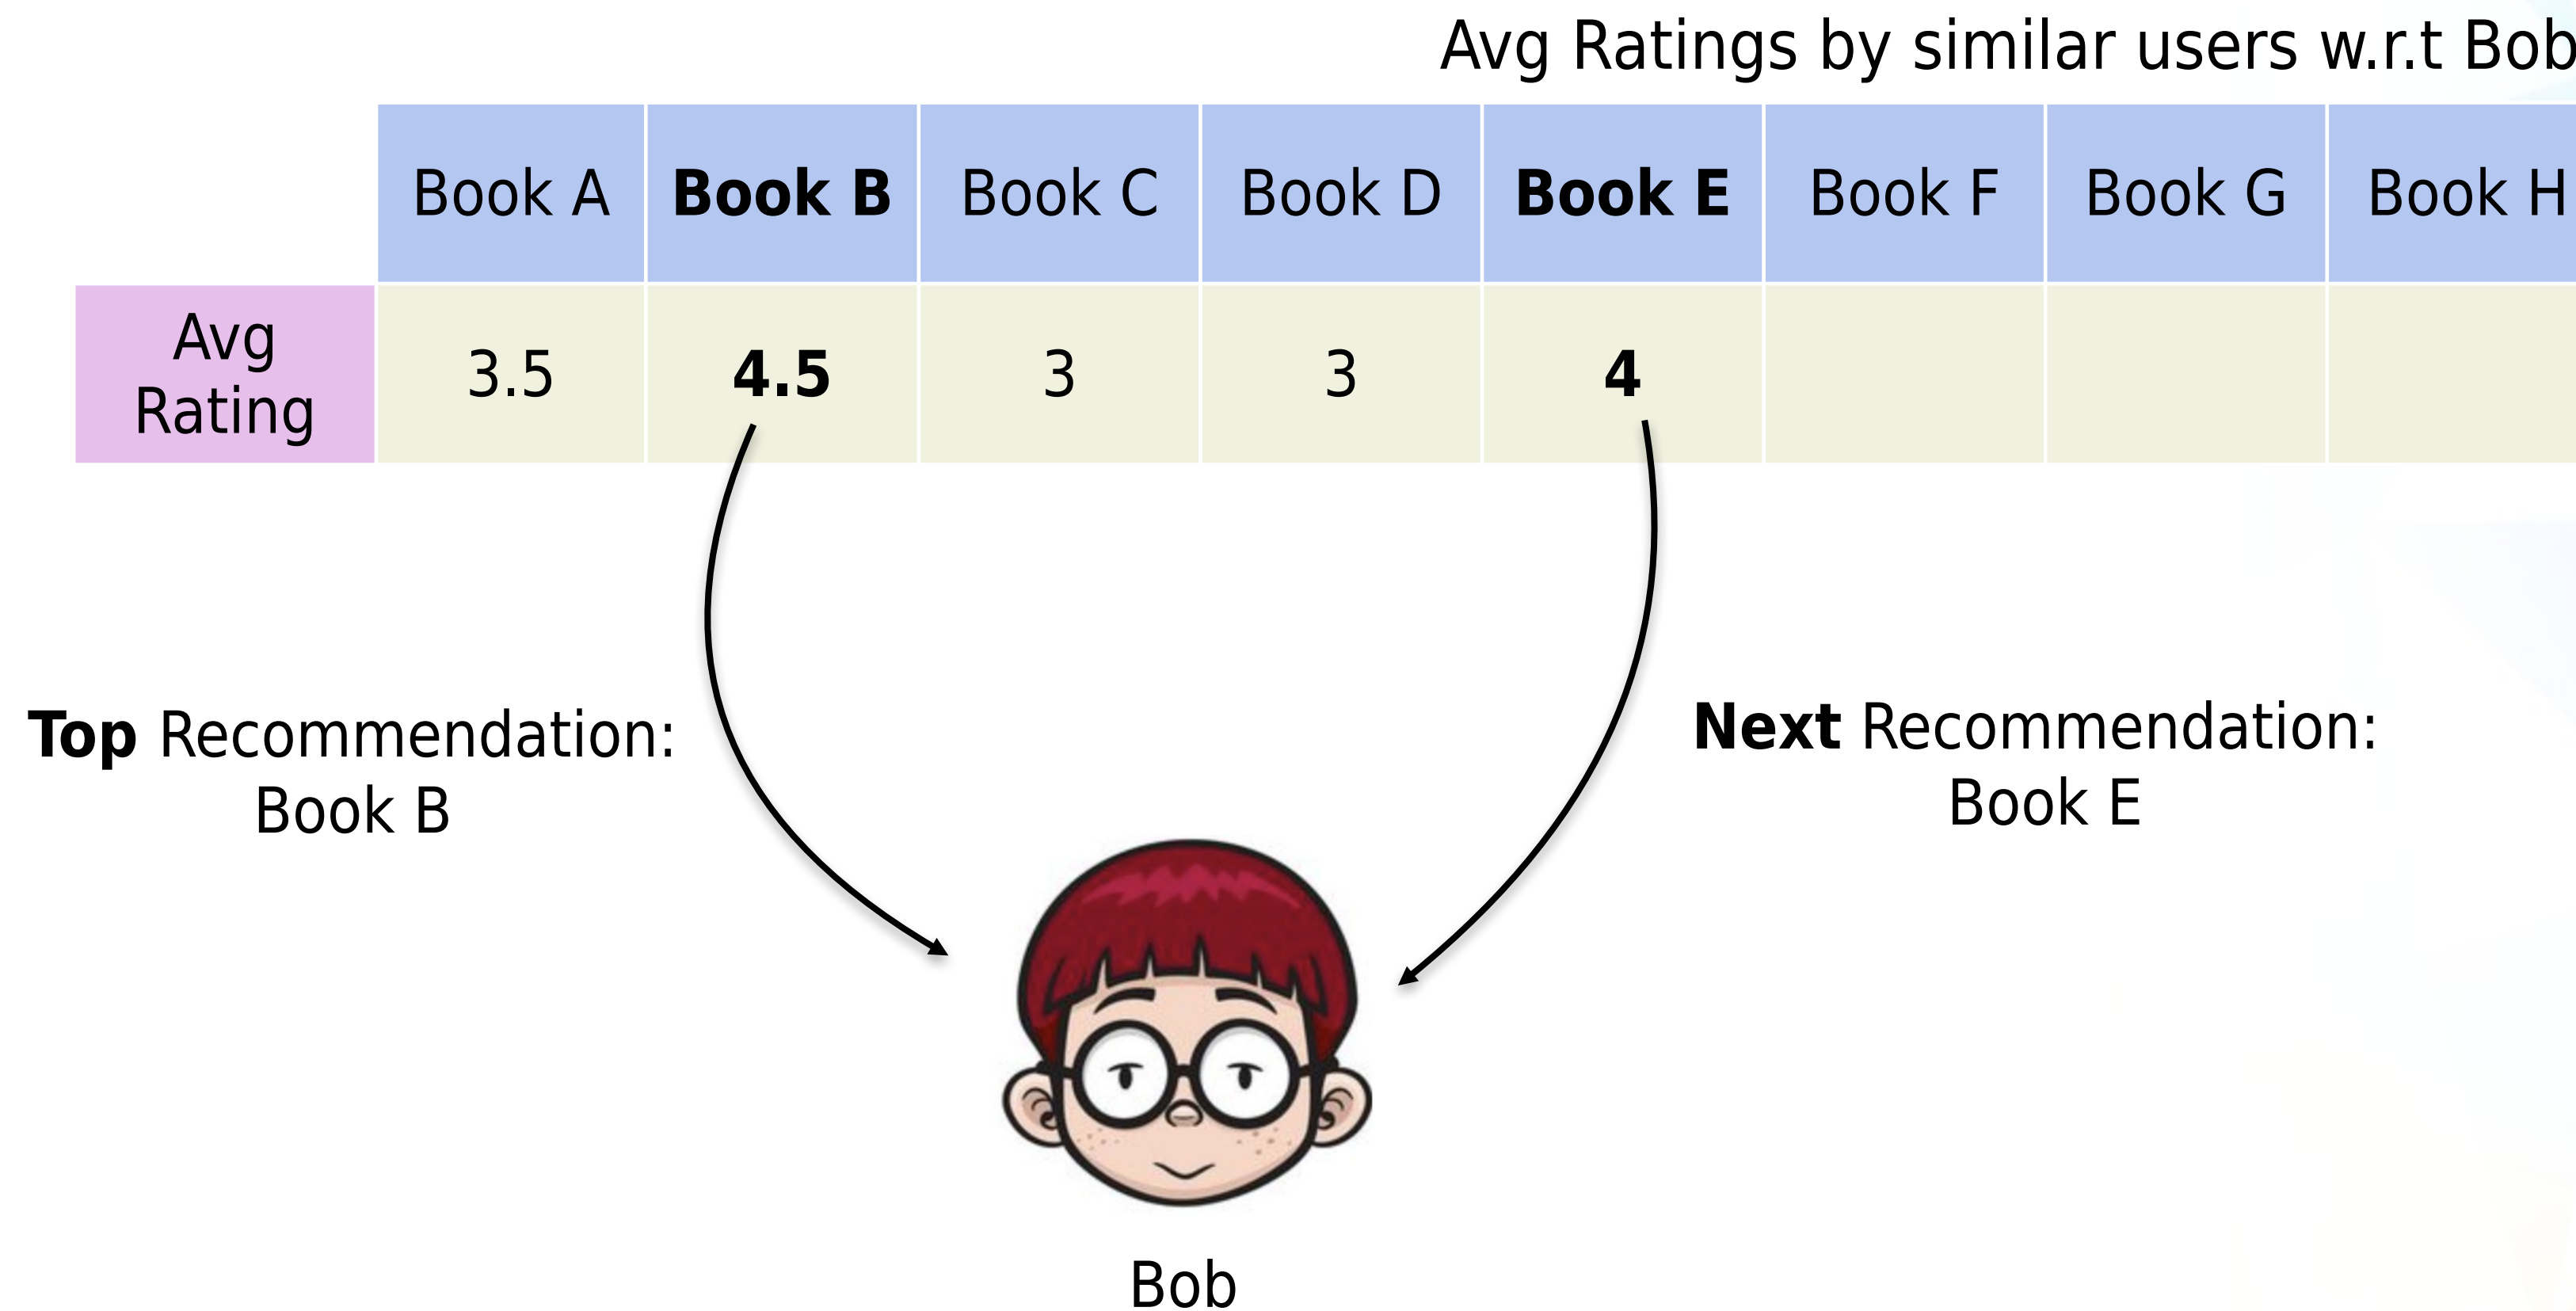 Avg Ratings by similar users w.r.t Bob
Book A Book B Book C Book D Book E Book F Book G Book H
Avg
Rating
3.5 4.5 3 3 4
Top Recommendation:
Book B
Next Recommendation:
Book E
Bob